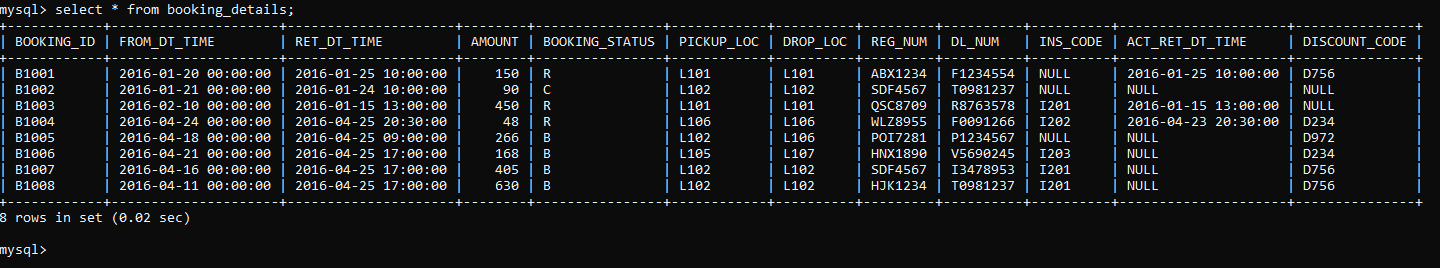 mysql> select * from booking_details;
+------------+---------------------+---------------------+--------+----------------+------------+----------+---------+----------+----------+---------------------+---------------+
| BOOKING_ID | FROM_DT_TIME        | RET_DT_TIME         | AMOUNT | BOOKING_STATUS | PICKUP_LOC | DROP_LOC | REG_NUM | DL_NUM   | INS_CODE | ACT_RET_DT_TIME     | DISCOUNT_CODE |
+------------+---------------------+---------------------+--------+----------------+------------+----------+---------+----------+----------+---------------------+---------------+
| B1001      | 2016-01-20 00:00:00 | 2016-01-25 10:00:00 |    150 | R              | L101       | L101     | ABX1234 | F1234554 | NULL     | 2016-01-25 10:00:00 | D756          |
| B1002      | 2016-01-21 00:00:00 | 2016-01-24 10:00:00 |     90 | C              | L102       | L102     | SDF4567 | T0981237 | NULL     | NULL                | NULL          |
| B1003      | 2016-02-10 00:00:00 | 2016-01-15 13:00:00 |    450 | R              | L101       | L101     | QSC8709 | R8763578 | I201     | 2016-01-15 13:00:00 | NULL          |
| B1004      | 2016-04-24 00:00:00 | 2016-04-25 20:30:00 |     48 | R              | L106       | L106     | WLZ8955 | F0091266 | I202     | 2016-04-23 20:30:00 | D234          |
| B1005      | 2016-04-18 00:00:00 | 2016-04-25 09:00:00 |    266 | B              | L102       | L106     | POI7281 | P1234567 | NULL     | NULL                | D972          |
| B1006      | 2016-04-21 00:00:00 | 2016-04-25 17:00:00 |    168 | B              | L105       | L107     | HNX1890 | V5690245 | I203     | NULL                | D234          |
| B1007      | 2016-04-16 00:00:00 | 2016-04-25 17:00:00 |    405 | B              | L102       | L102     | SDF4567 | I3478953 | I201     | NULL                | D756          |
| B1008      | 2016-04-11 00:00:00 | 2016-04-25 17:00:00 |    630 | B              | L102       | L102     | HJK1234 | T0981237 | I201     | NULL                | D756          |
+------------+---------------------+---------------------+--------+----------------+------------+----------+---------+----------+----------+---------------------+---------------+
8 rows in set (0.02 sec)
mysql>